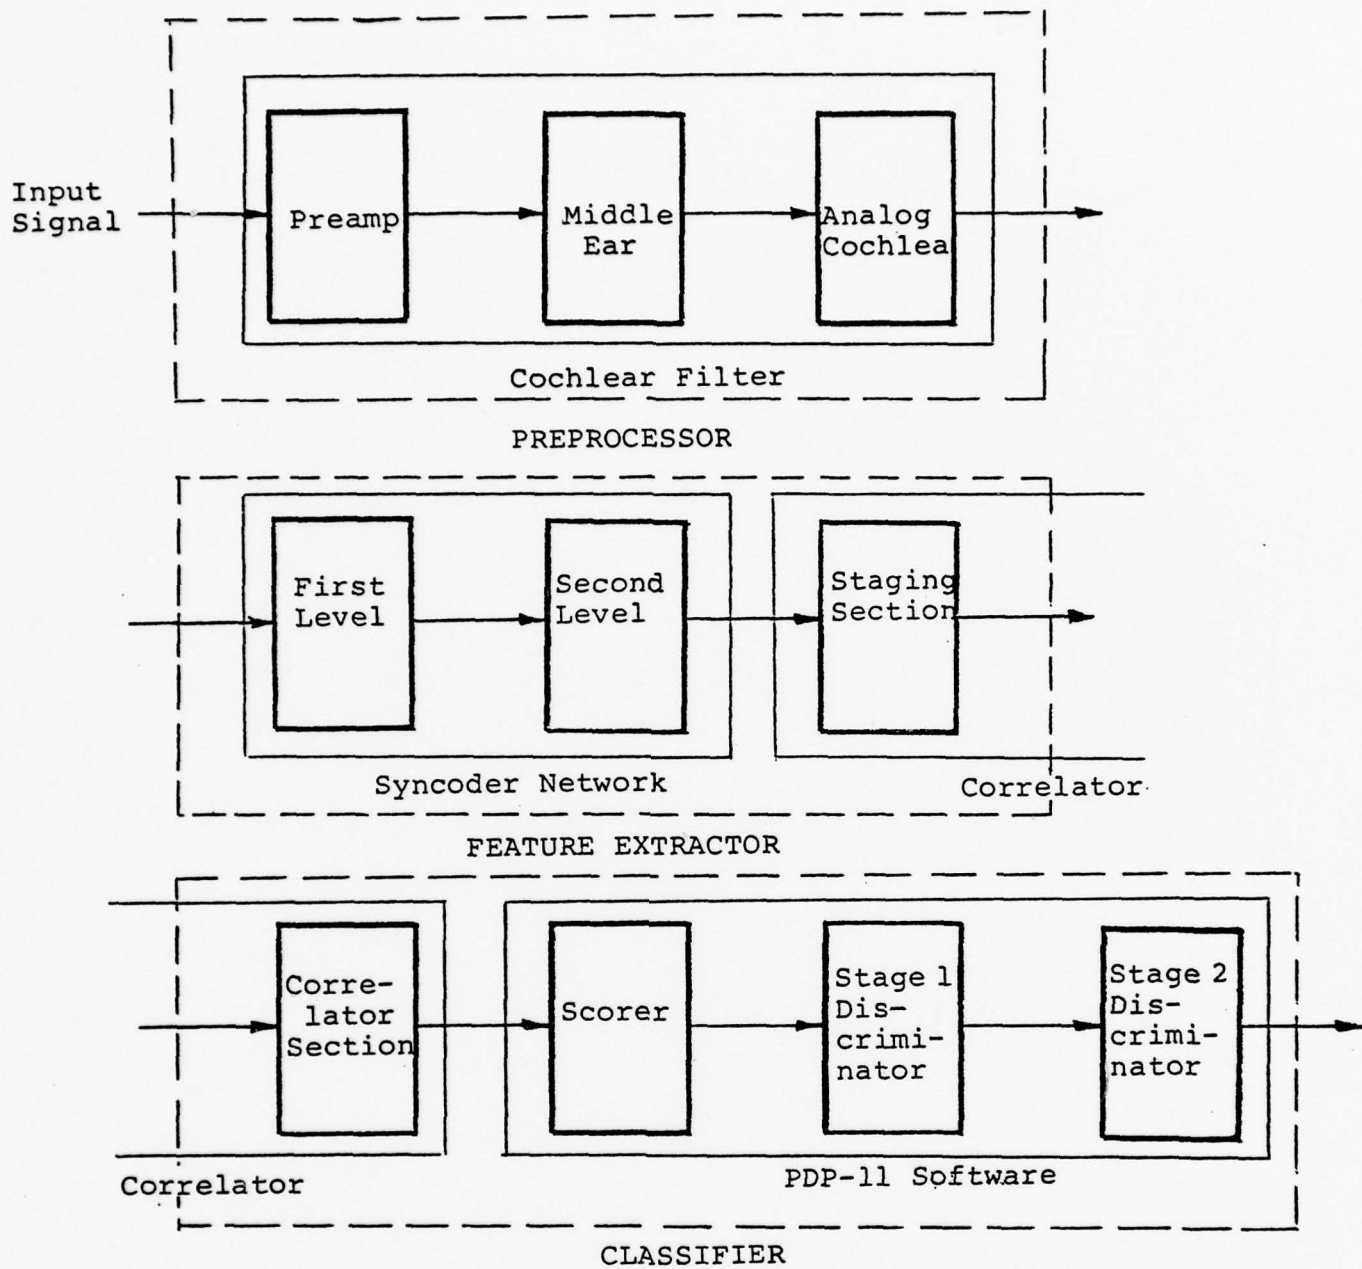 Input
Signal
Preamp
Middle
Ear
Analog
Cochlea
Cochlear Filter
PREPROCESSOR
First
Level
Second
Level
Staging
Section
Syncoder Network
Correlator
FEATURE EXTRACTOR
Corre-
lator
Section
Scorer
Stage 1
Dis-
crimi-
nator
Stage 2
Dis-
crimi-
nator
Correlator
PDP-11 Software
CLASSIFIER